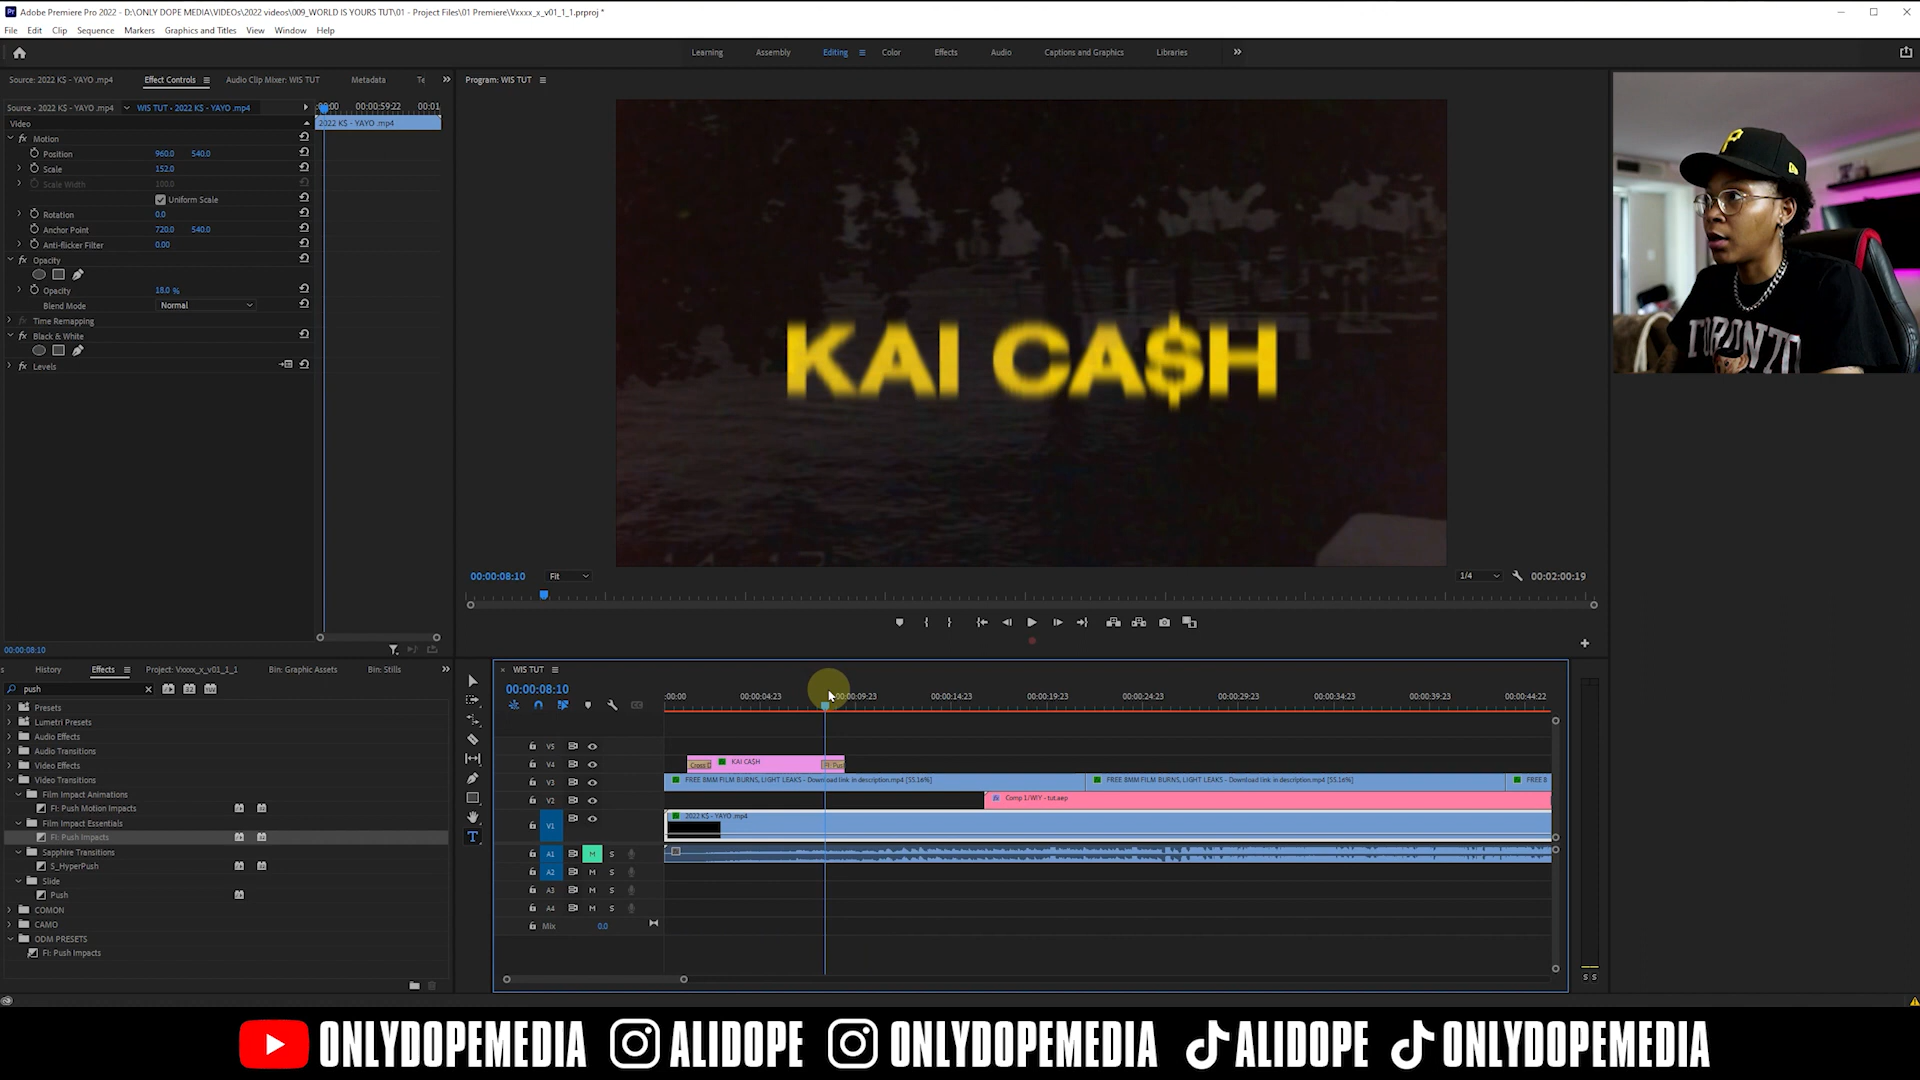 Adobe Premiere Pro 2022 - D:\ONLY DOPE MEDIA\VIDEOs\2022 videos\009_WORLD IS YOURS TUT\01 - Project Files\01 Premiere\Vxxxx_x_v01_1_1.prproj *
File Edit Clip Sequence Markers Graphics and Titles View Window Help
Learning Assembly Editing Color Effects Audio Captions and Graphics Libraries
Source: 2022 K$ - YAYO .mp4 Effect Controls Audio Clip Mixer: WIS TUT Metadata Te
Program: WIS TUT
Source - 2022 K$ - YAYO .mp4 WIS TUT - 2022 K$ - YAYO .mp4 :00:00 00:00:59:22 00:01
Video 2022 K$ - YAYO .mp4
fx Motion
Position 960.0 540.0
Scale 152.0
Scale Width 100.0
Uniform Scale
Rotation 0.0
Anchor Point 720.0 540.0
Anti-flicker Filter 0.00
fx Opacity
Opacity 18.0 %
Blend Mode Normal
fx Time Remapping
fx Black & White
fx Levels
00:00:08:10
KAI CA$H
TORONTO
00:00:08:10 Fit 1/4 00:02:00:19
s History Effects Project: Vxxxx_x_v01_1_1 Bin: Graphic Assets Bin: Stills
push
Presets
Lumetri Presets
Audio Effects
Audio Transitions
Video Effects
Video Transitions
Film Impact Animations
FI: Push Motion Impacts
Film Impact Essentials
FI: Push Impacts
Sapphire Transitions
S_HyperPush
Slide
Push
COMON
CAMO
ODM PRESETS
FI: Push Impacts
WIS TUT
00:00:08:10
:00:00 00:00:04:23 00:00:09:23 00:00:14:23 00:00:19:23 00:00:24:23 00:00:29:23 00:00:34:23 00:00:39:23 00:00:44:22
V5
V4 Cross D KAI CA$H FI: Pus
V3 FREE 8MM FILM BURNS, LIGHT LEAKS - Download link in description.mp4 [55.16%] FREE 8MM FILM BURNS, LIGHT LEAKS - Download link in description.mp4 [55.16%] FREE 8
V2 Comp 1/WIY - tut.aep
V1 2022 K$ - YAYO .mp4
A1 M S
A2 M S
A3 M S
A4 M S
Mix 0.0
S S
ONLYDOPEMEDIA ALIDOPE ONLYDOPEMEDIA ALIDOPE ONLYDOPEMEDIA